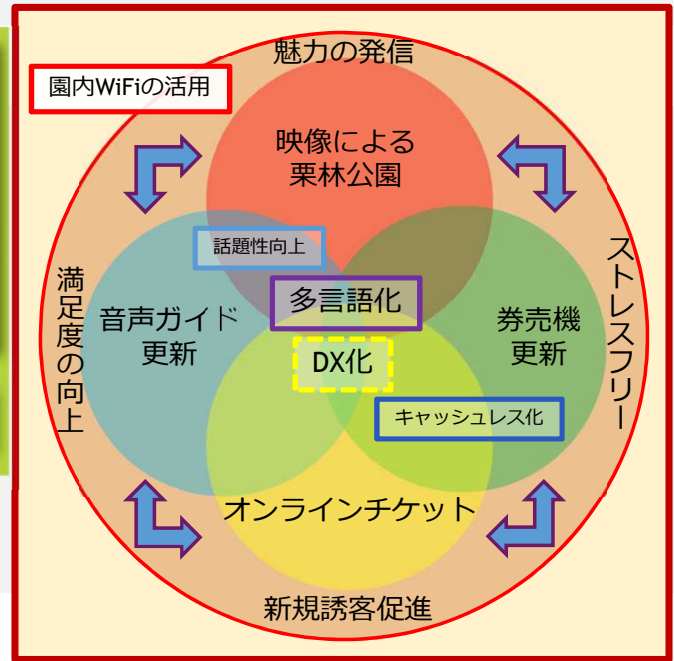 魅力の発信
園内WiFiの活用
映像による
栗林公園
話題性向上
満足度の向上
音声ガイド
更新
多言語化
DX化
券売機
更新
ストレスフリー
キャッシュレス化
オンラインチケット
新規誘客促進